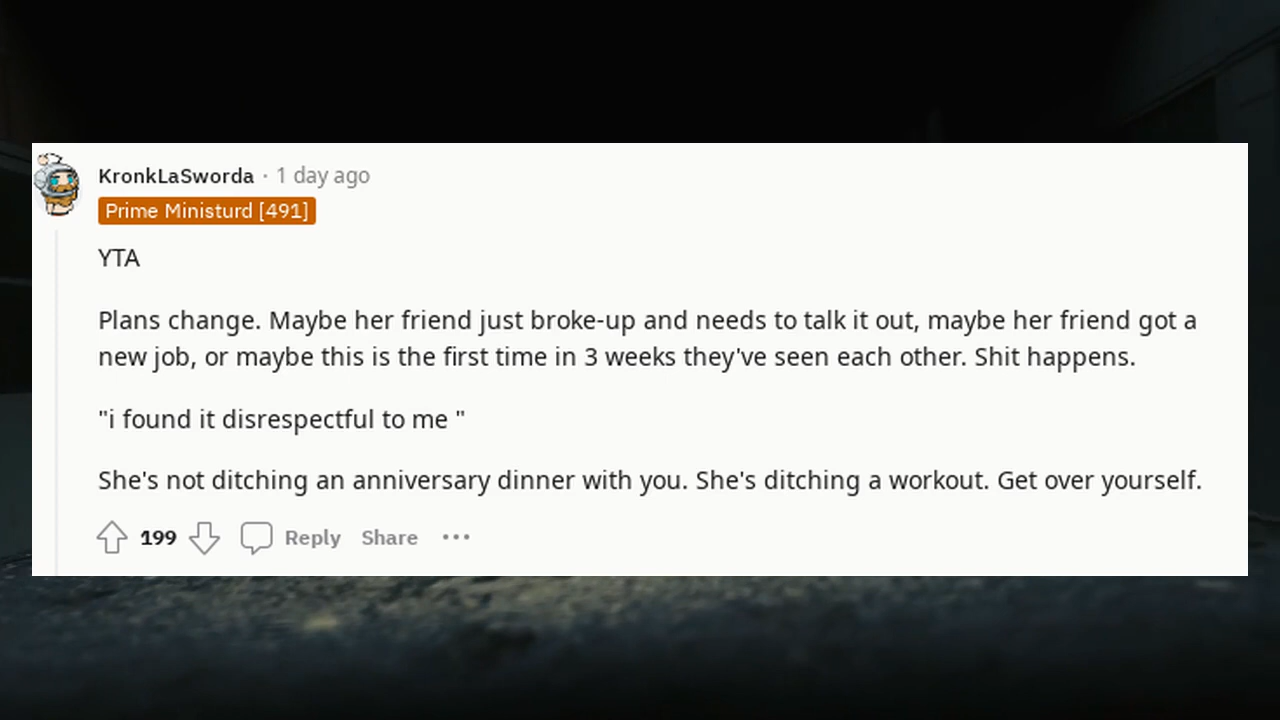 KronkLaSworda · 1 day ago
Prime Ministurd [491]
YTA
Plans change. Maybe her friend just broke-up and needs to talk it out, maybe her friend got a
new job, or maybe this is the first time in 3 weeks they've seen each other. Shit happens.
"i found it disrespectful to me "
She's not ditching an anniversary dinner with you. She's ditching a workout. Get over yourself.
199 Reply Share •••